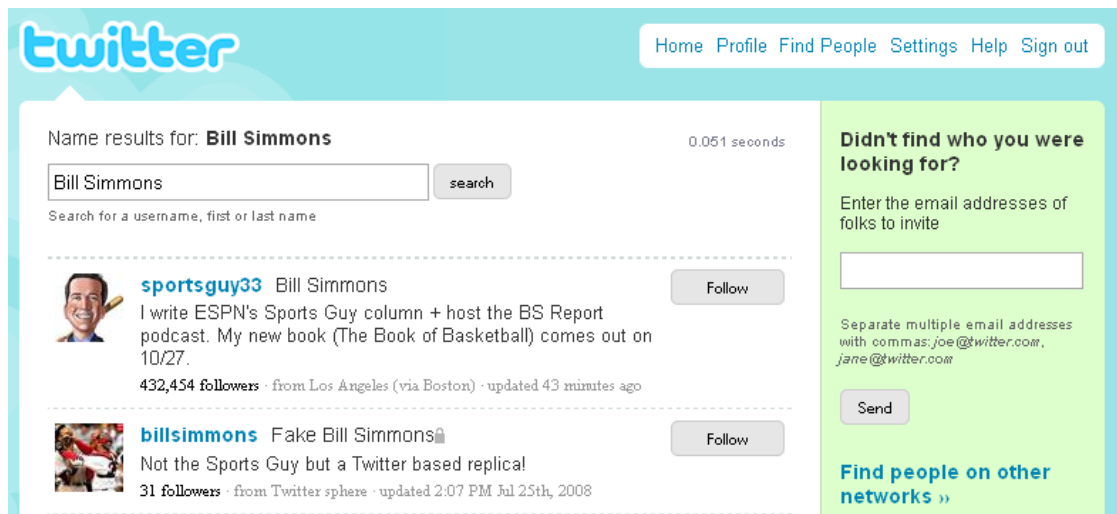 twitter
Home Profile Find People Settings Help Sign out
Name results for: Bill Simmons
0.051 seconds
Bill Simmons
search
Search for a username, first or last name
sportsguy33 Bill Simmons
Follow
I write ESPN's Sports Guy column + host the BS Report
podcast. My new book (The Book of Basketball) comes out on
10/27.
432,454 followers · from Los Angeles (via Boston) · updated 43 minutes ago
billsimmons Fake Bill Simmons
Follow
Not the Sports Guy but a Twitter based replica!
31 followers · from Twitter sphere · updated 2:07 PM Jul 25th, 2008
Didn't find who you were
looking for?
Enter the email addresses of
folks to invite
Separate multiple email addresses
with commas: joe@twitter.com,
jane@twitter.com
Send
Find people on other
networks ››